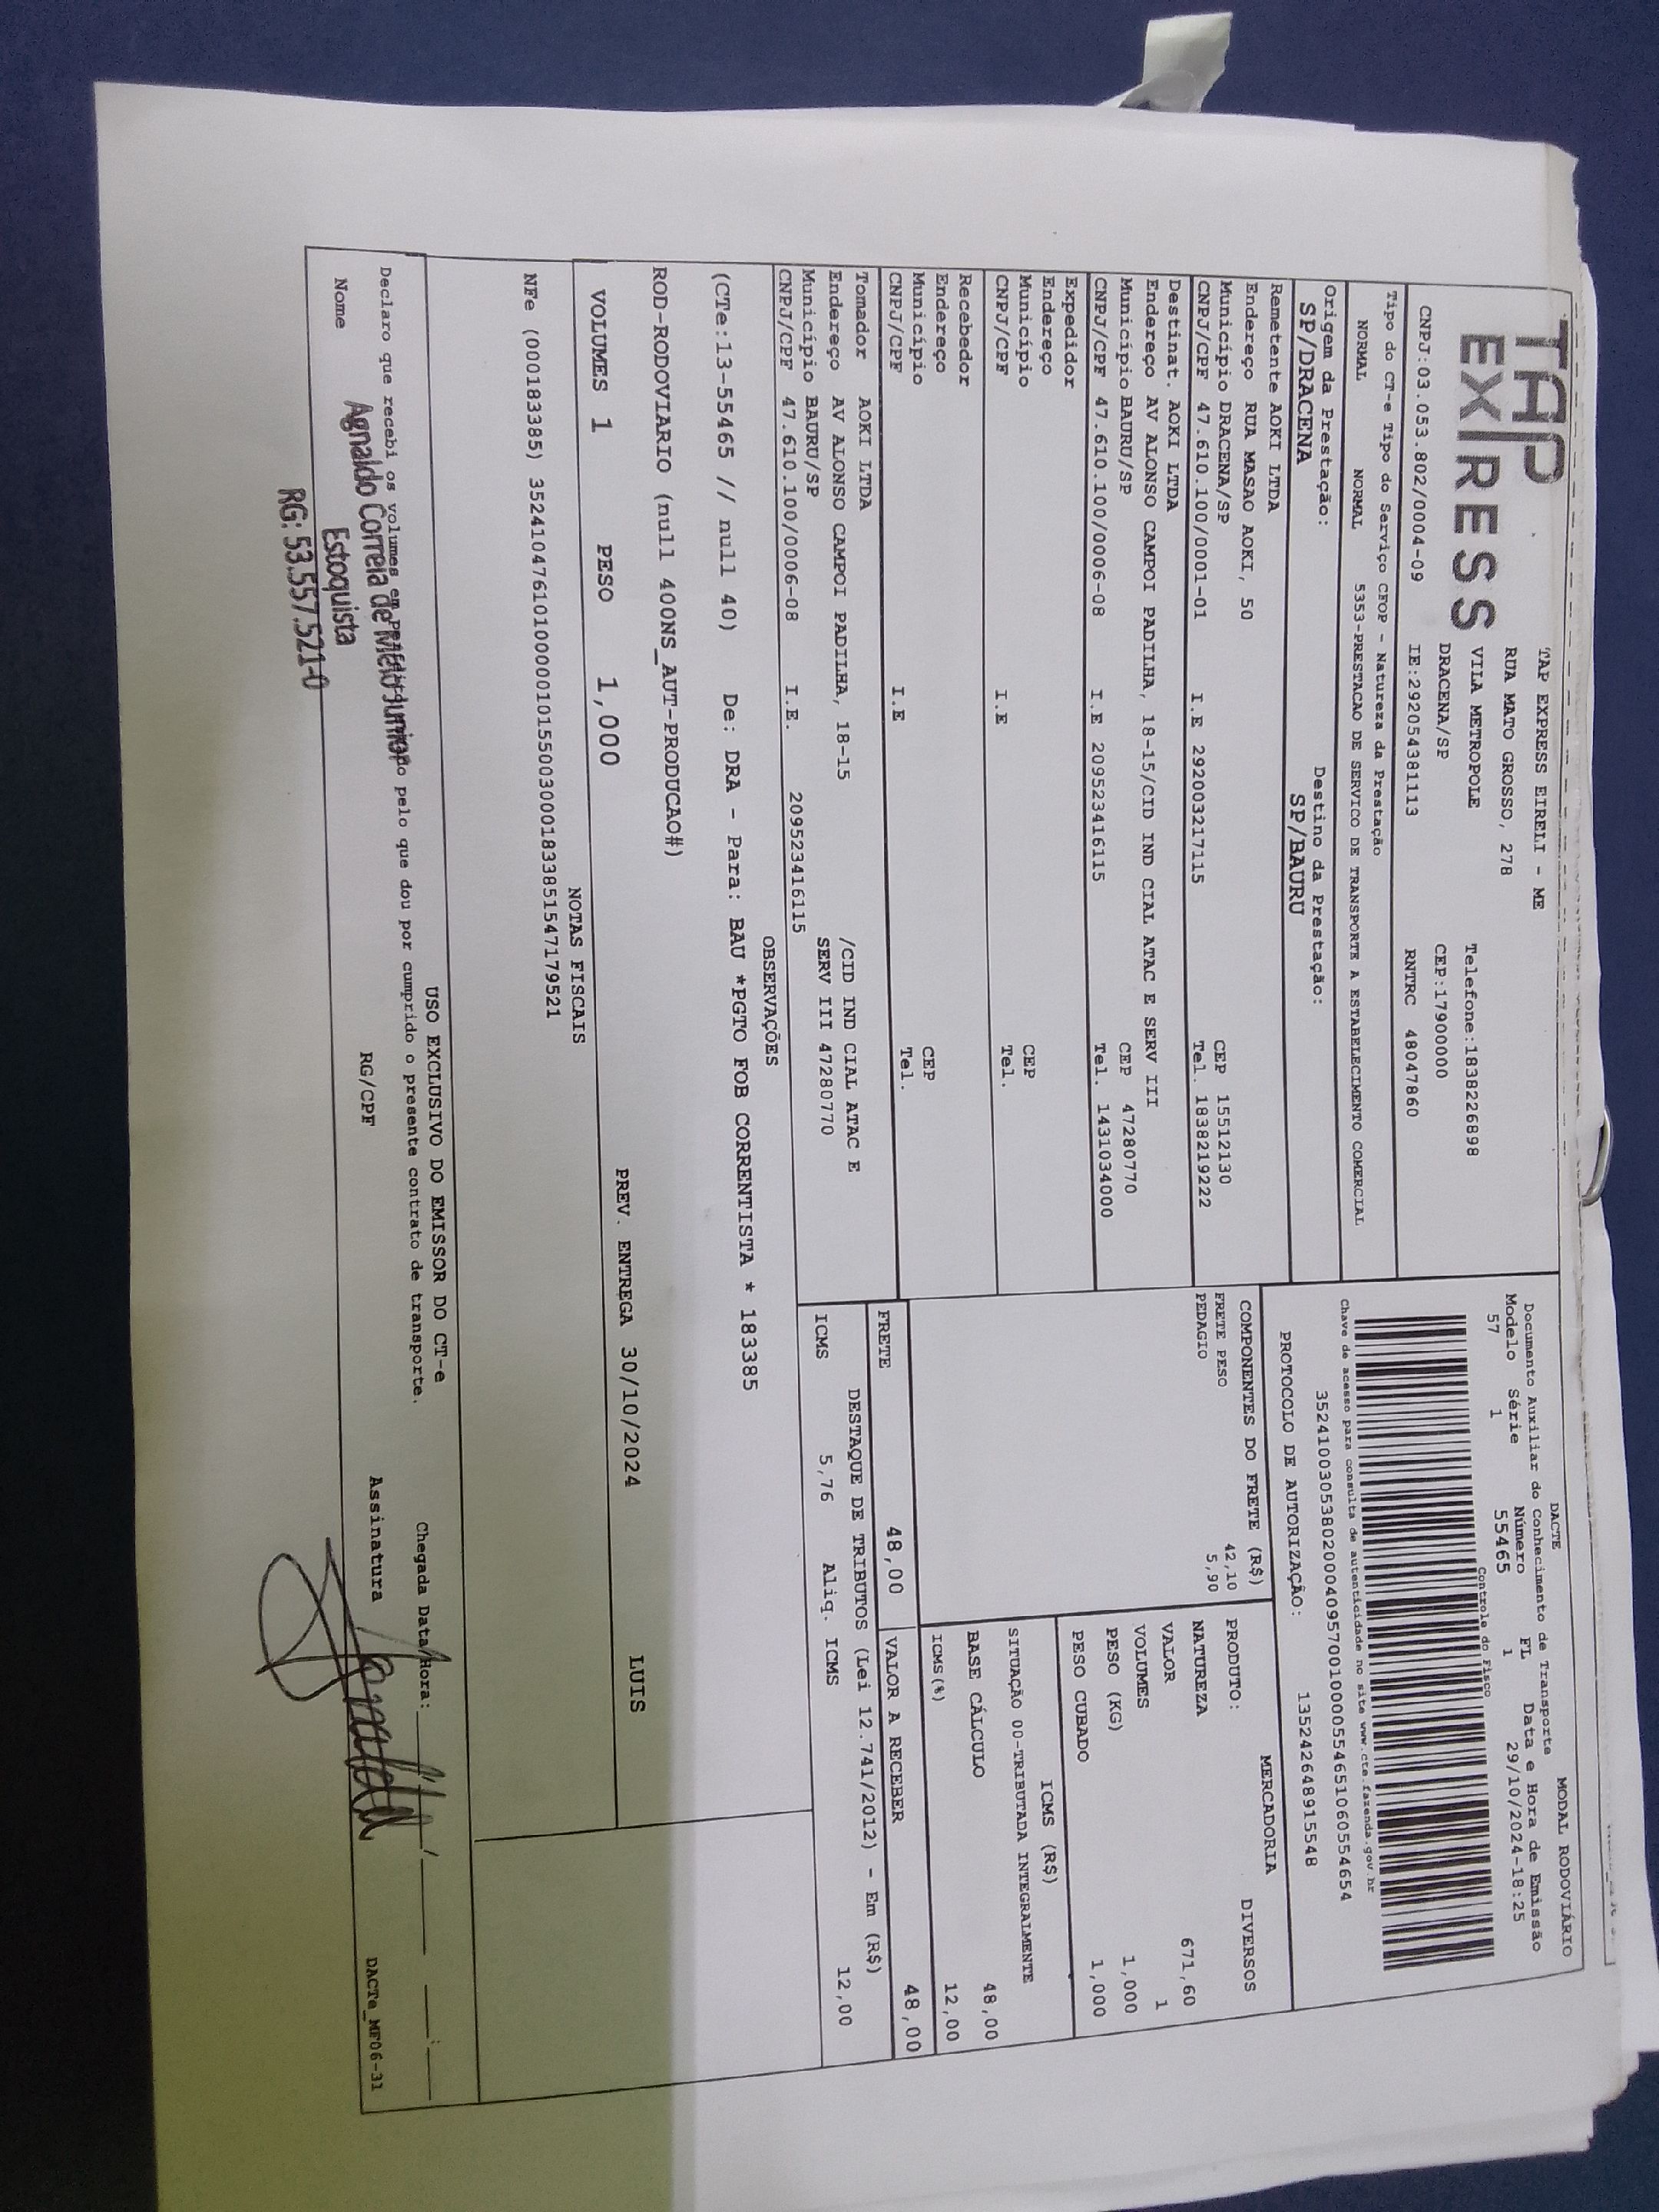 TAP
EXPRESS
TAP EXPRESS EIRELI - ME
RUA MATO GROSSO, 278
VILA METROPOLE Telefone:1838226898
DRACENA/SP CEP:17900000
CNPJ:03.053.802/0004-09 IE:292054381113 RNTRC 48047860
DACTE MODAL RODOVIÁRIO
Documento Auxiliar do Conhecimento de Transporte
Modelo Série Número FL Data e Hora de Emissão
57 1 55465 1 29/10/2024-18:25
Controle do Fisco
Chave de acesso para consulta de autenticidade no site www.cte.fazenda.gov.br
35241003053802000409570010000554651060554654
PROTOCOLO DE AUTORIZAÇÃO: 135242648915548
Tipo do CT-e Tipo do Serviço CFOP - Natureza da Prestação
NORMAL NORMAL 5353-PRESTACAO DE SERVICO DE TRANSPORTE A ESTABELECIMENTO COMERCIAL
Origem da Prestação: Destino da Prestação:
SP/DRACENA SP/BAURU
Remetente AOKI LTDA
Endereço RUA MASAO AOKI, 50
Município DRACENA/SP CEP 15512130
CNPJ/CPF 47.610.100/0001-01 I.E 292003217115 Tel. 1838219222
Destinat. AOKI LTDA
Endereço AV ALONSO CAMPOI PADILHA, 18-15/CID IND CIAL ATAC E SERV III
Município BAURU/SP CEP 47280770
CNPJ/CPF 47.610.100/0006-08 I.E 209523416115 Tel. 1431034000
Expedidor
Endereço
Município CEP
CNPJ/CPF I.E Tel.
Recebedor
Endereço
Município CEP
CNPJ/CPF I.E Tel.
Tomador AOKI LTDA
Endereço AV ALONSO CAMPOI PADILHA, 18-15 /CID IND CIAL ATAC E
Município BAURU/SP SERV III 47280770
CNPJ/CPF 47.610.100/0006-08 I.E. 209523416115
COMPONENTES DO FRETE (R$)
FRETE PESO 42,10
PEDAGIO 5,90
MERCADORIA
PRODUTO: DIVERSOS
NATUREZA
VALOR 671,60
VOLUMES 1
PESO (KG) 1,000
PESO CUBADO 1,000
ICMS (R$)
SITUAÇÃO 00-TRIBUTADA INTEGRALMENTE
BASE CÁLCULO 48,00
ICMS(%) 12,00
FRETE 48,00 VALOR A RECEBER 48,00
DESTAQUE DE TRIBUTOS (Lei 12.741/2012) - Em (R$)
ICMS 5,76 Aliq. ICMS 12,00
OBSERVAÇÕES
(CTe:13-55465 // null 40) De: DRA - Para: BAU *PGTO FOB CORRENTISTA * 183385
ROD-RODOVIARIO (null 400NS_AUT-PRODUCAO#)
VOLUMES 1 PESO 1,000 PREV. ENTREGA 30/10/2024 LUIS
NOTAS FISCAIS
NFe (000183385) 35241047610100000101550030001833851547179521
USO EXCLUSIVO DO EMISSOR DO CT-e
Declaro que recebi os volumes em pelo que dou por cumprido o presente contrato de transporte. Chegada Data/Hora: / / :
Nome RG/CPF Assinatura DACTe_MF06-31
Agnaldo Correia de Melo Junior
Estoquista
RG: 53.557.521-0